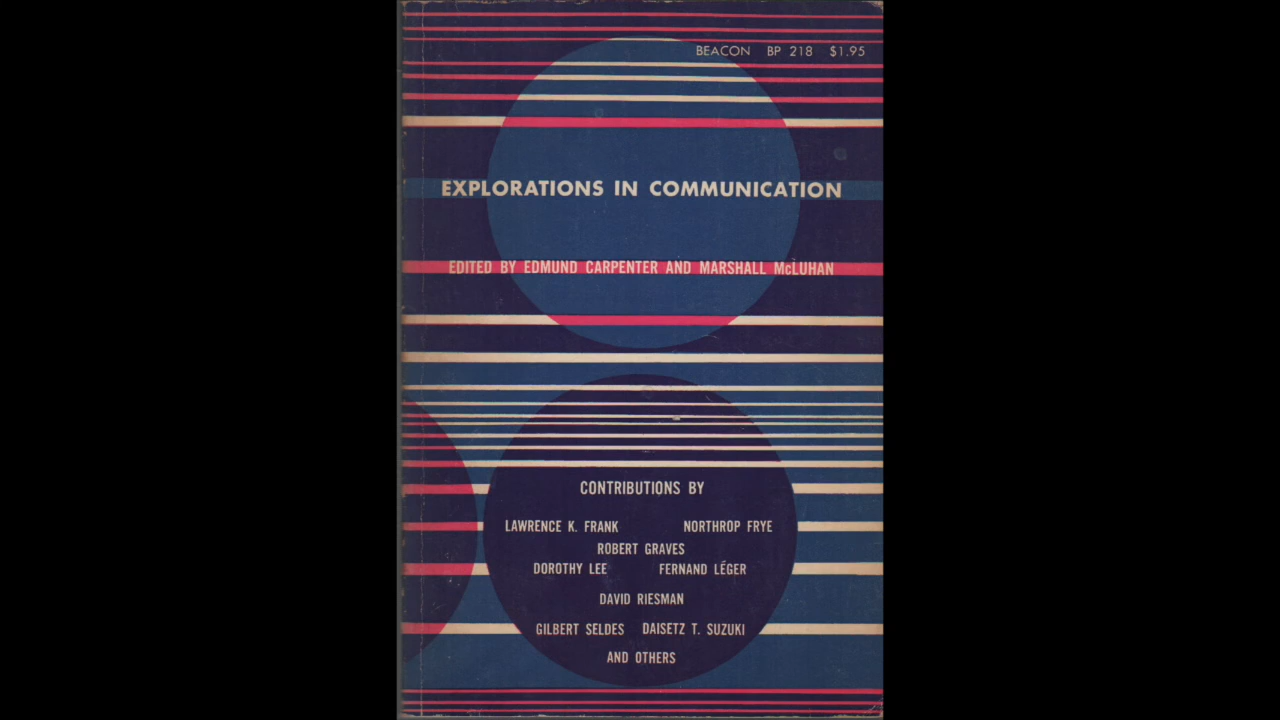 BEACON BP 218 $1.95
EXPLORATIONS IN COMMUNICATION
EDITED BY EDMUND CARPENTER AND MARSHALL McLUHAN
CONTRIBUTIONS BY
LAWRENCE K. FRANK NORTHROP FRYE
ROBERT GRAVES
DOROTHY LEE FERNAND LÉGER
DAVID RIESMAN
GILBERT SELDES DAISETZ T. SUZUKI
AND OTHERS